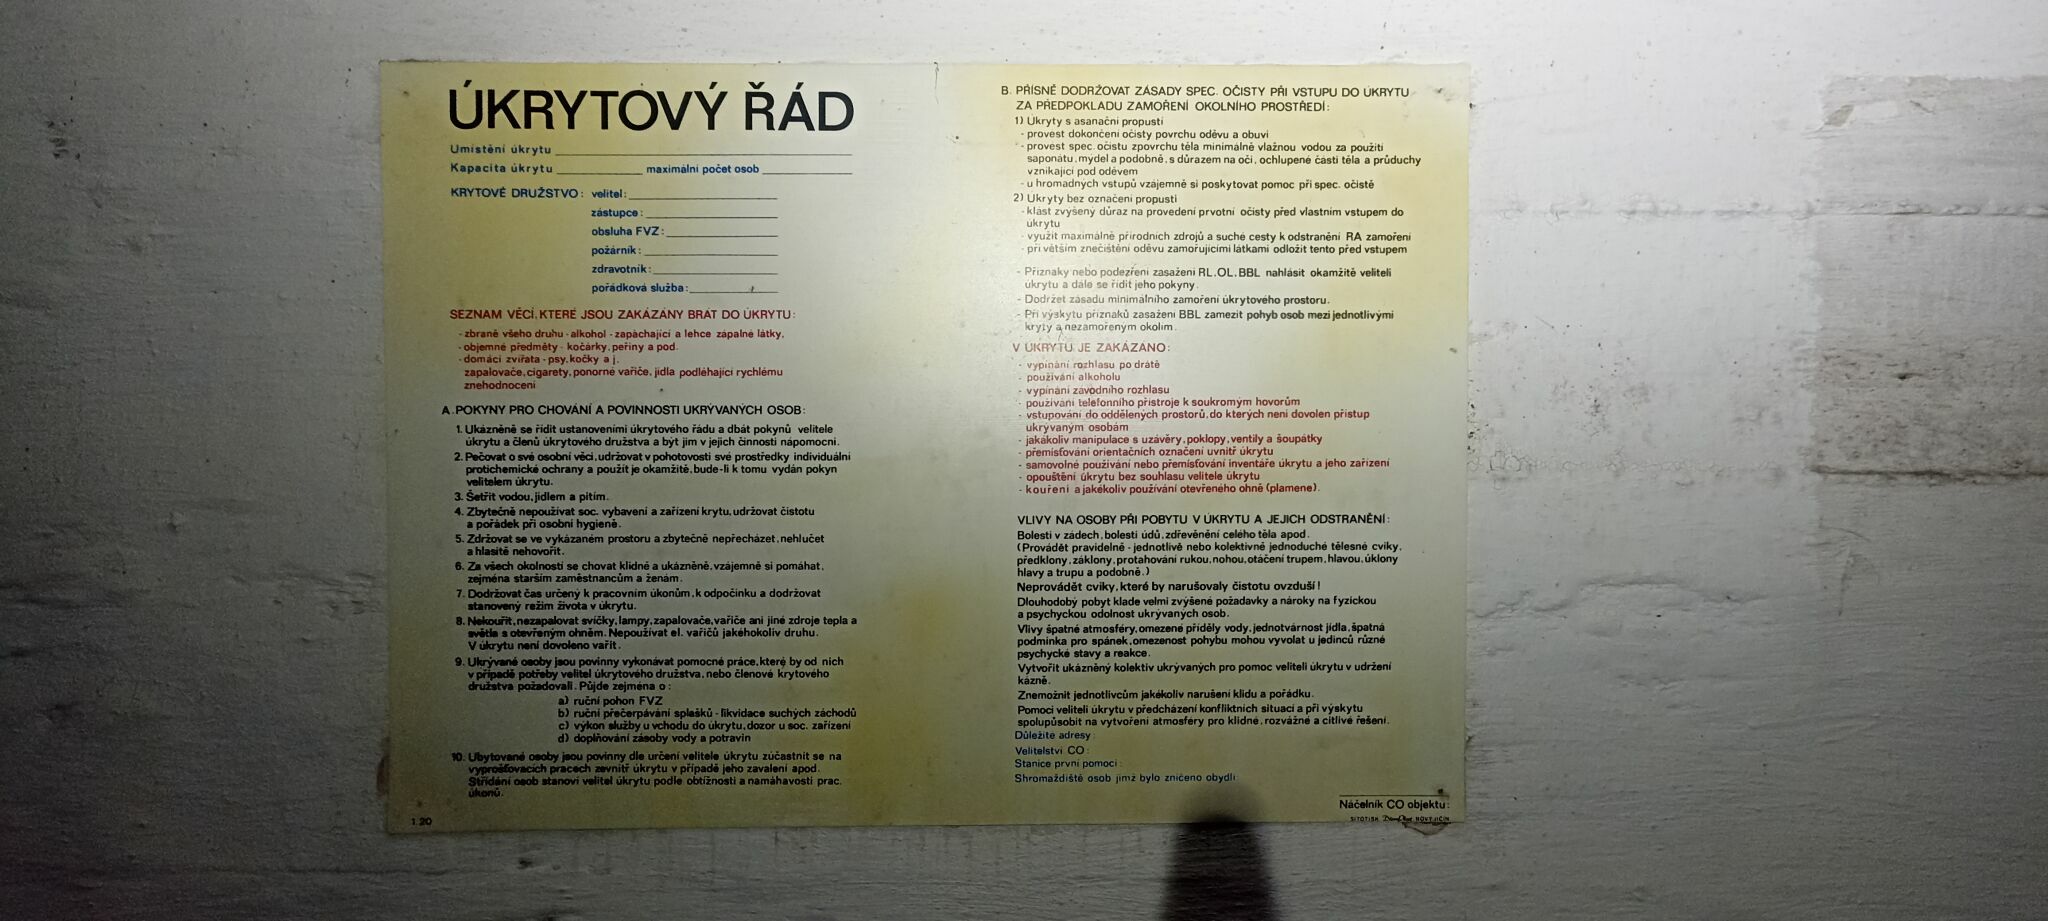 ÚKRYTOVÝ ŘÁD
Umístění úkrytu
Kapacita úkrytu maximální počet osob
KRYTOVÉ DRUŽSTVO: velitel:
zástupce:
obsluha FVZ:
požárník:
zdravotník:
pořádková služba:
SEZNAM VĚCÍ, KTERÉ JSOU ZAKÁZÁNY BRÁT DO ÚKRYTU:
- zbraně všeho druhu - alkohol - zapáchající a lehce zápalné látky,
- objemné předměty - kočárky, peřiny a pod.
- domácí zvířata - psy, kočky a j.
zapalovače, cigarety, ponorné vařiče, jídla podléhající rychlému
znehodnocení
A. POKYNY PRO CHOVÁNÍ A POVINNOSTI UKRÝVANÝCH OSOB:
1. Ukázněně se řídit ustanoveními úkrytového řádu a dbát pokynů velitele
úkrytu a členů úkrytového družstva a být jim v jejich činnosti nápomocni.
2. Pečovat o své osobní věci, udržovat v pohotovosti své prostředky individuální
protichemické ochrany a použít je okamžitě, bude-li k tomu vydán pokyn
velitelem úkrytu.
3. Šetřit vodou, jídlem a pitím.
4. Zbytečně nepoužívat soc. vybavení a zařízení krytu, udržovat čistotu
a pořádek při osobní hygieně.
5. Zdržovat se ve vykázaném prostoru a zbytečně nepřecházet, nehlučet
a hlasitě nehovořit.
6. Za všech okolností se chovat klidně a ukázněně, vzájemně si pomáhat,
zejména starším zaměstnancům a ženám.
7. Dodržovat čas určený k pracovním úkonům, k odpočinku a dodržovat
stanovený režim života v úkrytu.
8. Nekouřit, nezapalovat svíčky, lampy, zapalovače, vařiče ani jiné zdroje tepla a
světla s otevřeným ohněm. Nepoužívat el. vařičů jakéhokoliv druhu.
V úkrytu není dovoleno vařit.
9. Ukrývané osoby jsou povinny vykonávat pomocné práce, které by od nich
v případě potřeby velitel úkrytového družstva, nebo členové krytového
družstva požadovali. Půjde zejména o:
a) ruční pohon FVZ
b) ruční přečerpávání splašků - likvidace suchých záchodů
c) výkon služby u vchodu do úkrytu, dozor u soc. zařízení
d) doplňování zásoby vody a potravin
10. Ubytované osoby jsou povinny dle určení velitele úkrytu zúčastnit se na
vyprošťovacích pracech zevnitř úkrytu v případě jeho zavalení apod.
Střídání osob stanoví velitel úkrytu podle obtížnosti a namáhavosti prac.
úkonů.
1 20
B. PŘÍSNĚ DODRŽOVAT ZÁSADY SPEC. OČISTY PŘI VSTUPU DO ÚKRYTU
ZA PŘEDPOKLADU ZAMOŘENÍ OKOLNÍHO PROSTŘEDÍ:
1) Úkryty s asanační propustí
- provést dokončení očisty povrchu oděvu a obuvi
- provést spec. očistu zpovrchu těla minimálně vlažnou vodou za použití
saponátu, mýdel a podobně, s důrazem na oči, ochlupené části těla a průduchy
vznikající pod oděvem
- u hromadných vstupů vzájemně si poskytovat pomoc při spec. očistě
2) Úkryty bez označení propusti
- klást zvýšený důraz na provedení prvotní očisty před vlastním vstupem do
úkrytu
- využít maximálně přírodních zdrojů a suché cesty k odstranění RA zamoření
- při větším znečištění oděvu zamořujícími látkami odložit tento před vstupem
- Příznaky nebo podezření zasažení RL, OL, BBL nahlásit okamžitě veliteli
úkrytu a dále se řídit jeho pokyny.
- Dodržet zásadu minimálního zamoření úkrytového prostoru.
- Při výskytu příznaků zasažení BBL zamezit pohyb osob mezi jednotlivými
kryty a nezamořeným okolím.
V ÚKRYTU JE ZAKÁZÁNO:
- vypínání rozhlasu po drátě
- používání alkoholu
- vypínání závodního rozhlasu
- používání telefonního přístroje k soukromým hovorům
- vstupování do oddělených prostorů, do kterých není dovolen přístup
ukrývaným osobám
- jakákoliv manipulace s uzávěry, poklopy, ventily a šoupátky
- přemísťování orientačních označení uvnitř úkrytu
- samovolné používání nebo přemísťování inventáře úkrytu a jeho zařízení
- opouštění úkrytu bez souhlasu velitele úkrytu
- kouření a jakékoliv používání otevřeného ohně (plamene).
VLIVY NA OSOBY PŘI POBYTU V ÚKRYTU A JEJICH ODSTRANĚNÍ:
Bolesti v zádech, bolesti údů, zdřevěnění celého těla apod.
(Provádět pravidelně - jednotlivě nebo kolektivně jednoduché tělesné cviky,
předklony, záklony, protahování rukou, nohou, otáčení trupem, hlavou, úklony
hlavy a trupu a podobně.)
Neprovádět cviky, které by narušovaly čistotu ovzduší!
Dlouhodobý pobyt klade velmi zvýšené požadavky a nároky na fyzickou
a psychyckou odolnost ukrývaných osob.
Vlivy špatné atmosféry, omezené příděly vody, jednotvárnost jídla, špatná
podmínka pro spánek, omezenost pohybu mohou vyvolat u jedinců různé
psychycké stavy a reakce.
Vytvořit ukázněný kolektiv ukrývaných pro pomoc veliteli úkrytu v udržení
kázně.
Znemožnit jednotlivcům jakékoliv narušení klidu a pořádku.
Pomoci veliteli úkrytu v předcházení konfliktních situací a při výskytu
spolupůsobit na vytvoření atmosféry pro klidné, rozvážné a citlivé řešení.
Důležité adresy:
Velitelství CO:
Stanice první pomoci:
Shromaždiště osob jimž bylo zničeno obydlí:
Náčelník CO objektu:
SÍTOTISK NOVÝ JIČÍN